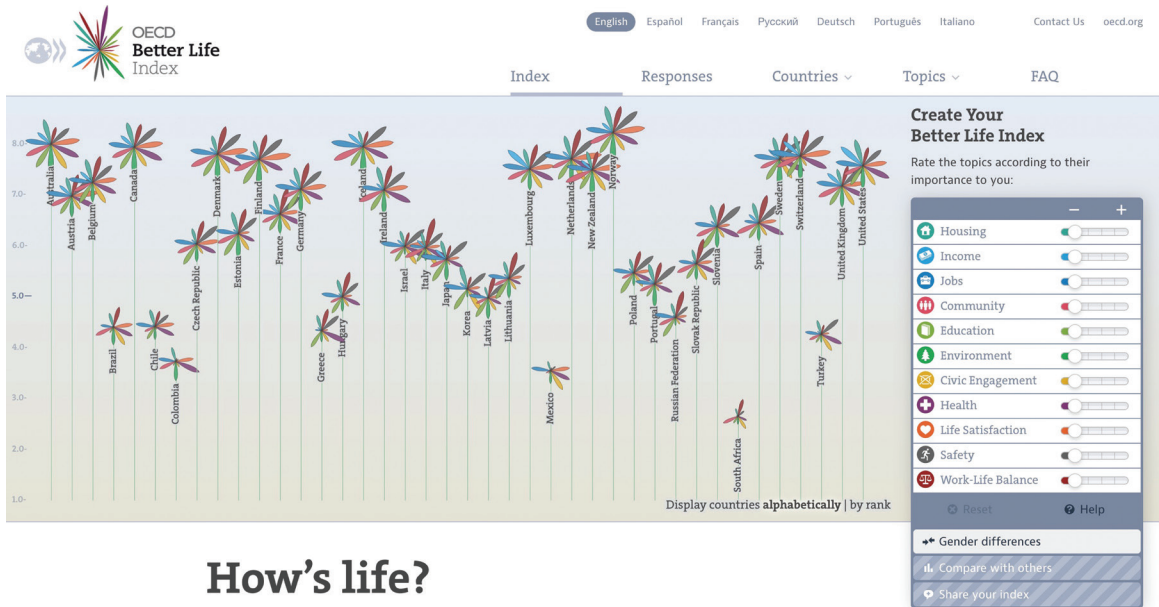 OECD
Better Life
Index
English Español Français Русский Deutsch Português Italiano Contact Us oecd.org
Index Responses Countries Topics FAQ
8.0-
7.0-
6.0-
5.0—
4.0-
3.0-
2.0-
1.0-
Australia
Austria
Belgium
Brazil
Canada
Chile
Colombia
Czech Republic
Denmark
Estonia
Finland
France
Germany
Greece
Hungary
Iceland
Ireland
Israel
Italy
Japan
Korea
Latvia
Lithuania
Luxembourg
Mexico
Netherlands
New Zealand
Norway
Poland
Portugal
Russian Federation
Slovak Republic
Slovenia
South Africa
Spain
Sweden
Switzerland
Turkey
United Kingdom
United States
Display countries alphabetically | by rank
Create Your
Better Life Index
Rate the topics according to their
importance to you:
− +
Housing
Income
Jobs
Community
Education
Environment
Civic Engagement
Health
Life Satisfaction
Safety
Work-Life Balance
Reset Help
Gender differences
Compare with others
Share your index
How's life?